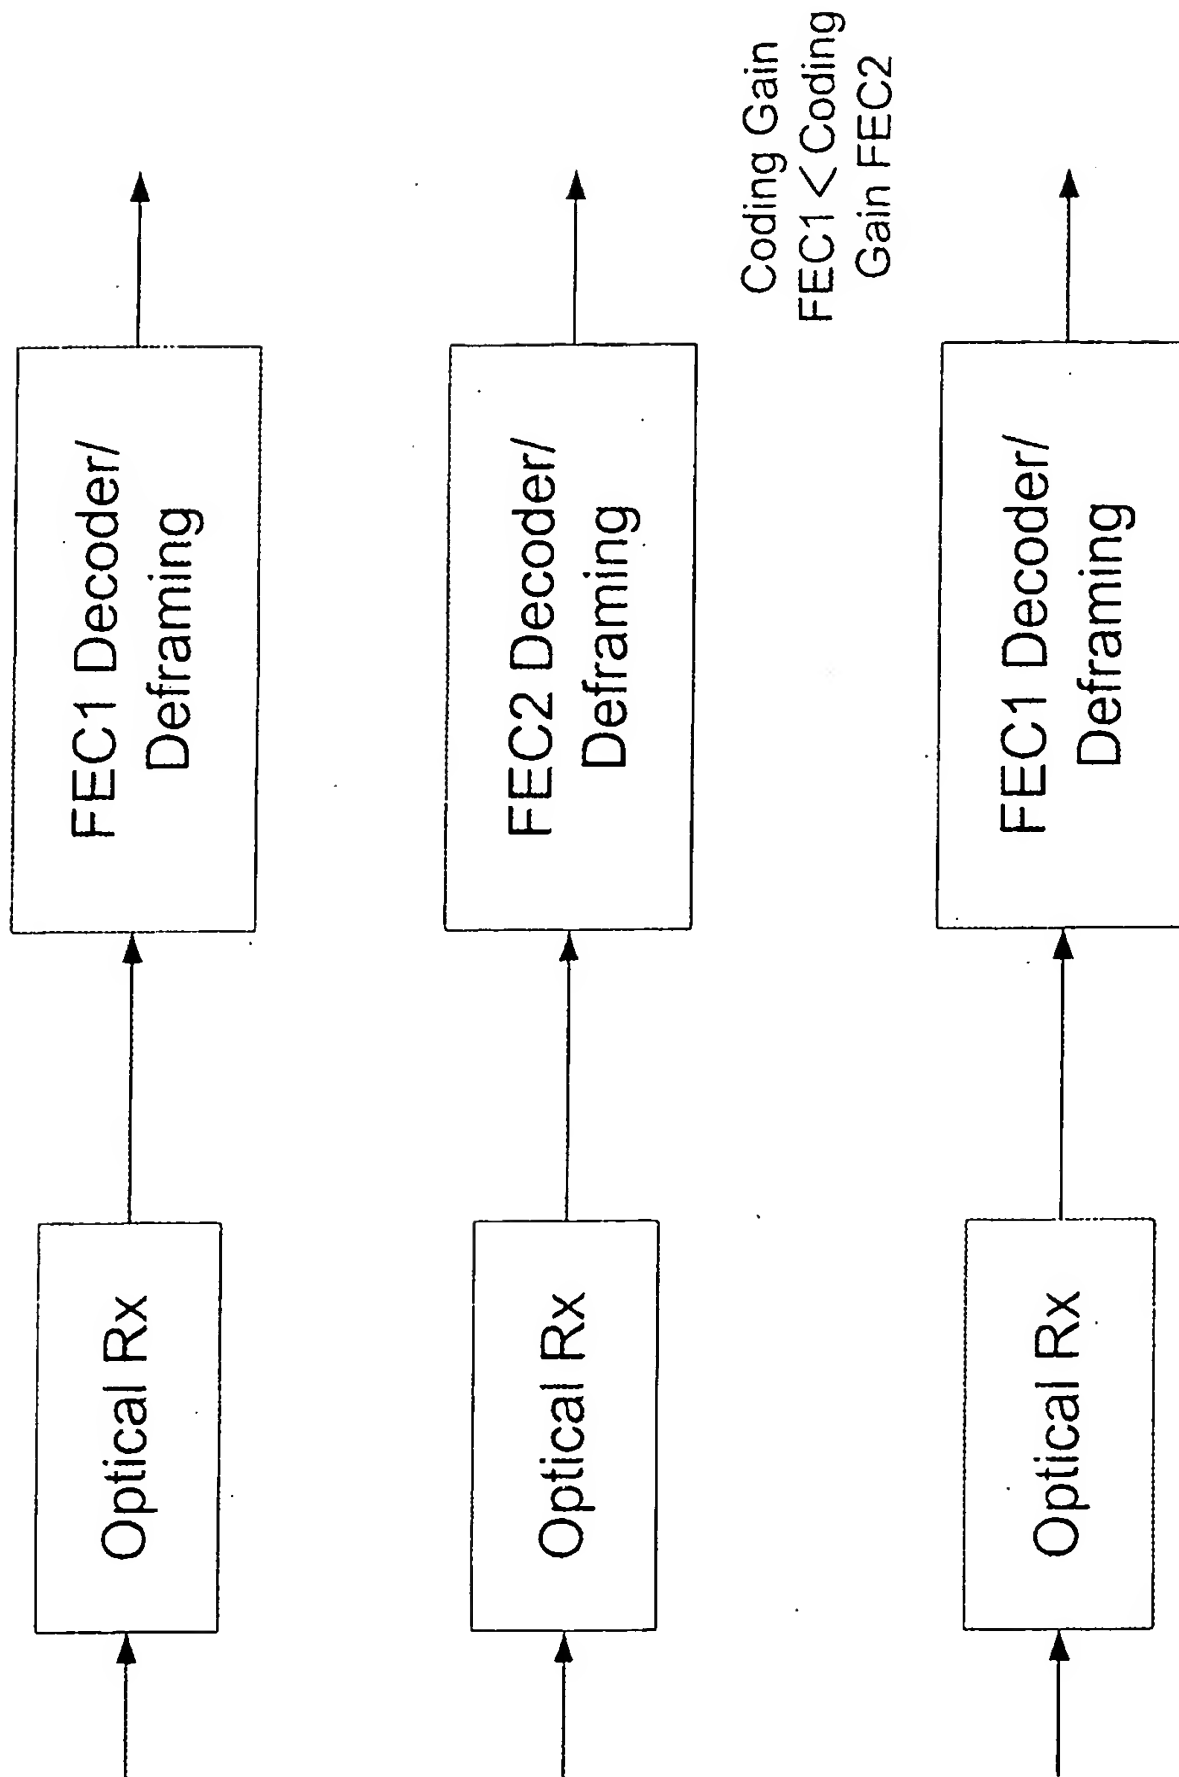 Optical Rx
FEC1 Decoder/
Deframing
Optical Rx
FEC2 Decoder/
Deframing
Coding Gain
FEC1 < Coding
Gain FEC2
Optical Rx
FEC1 Decoder/
Deframing